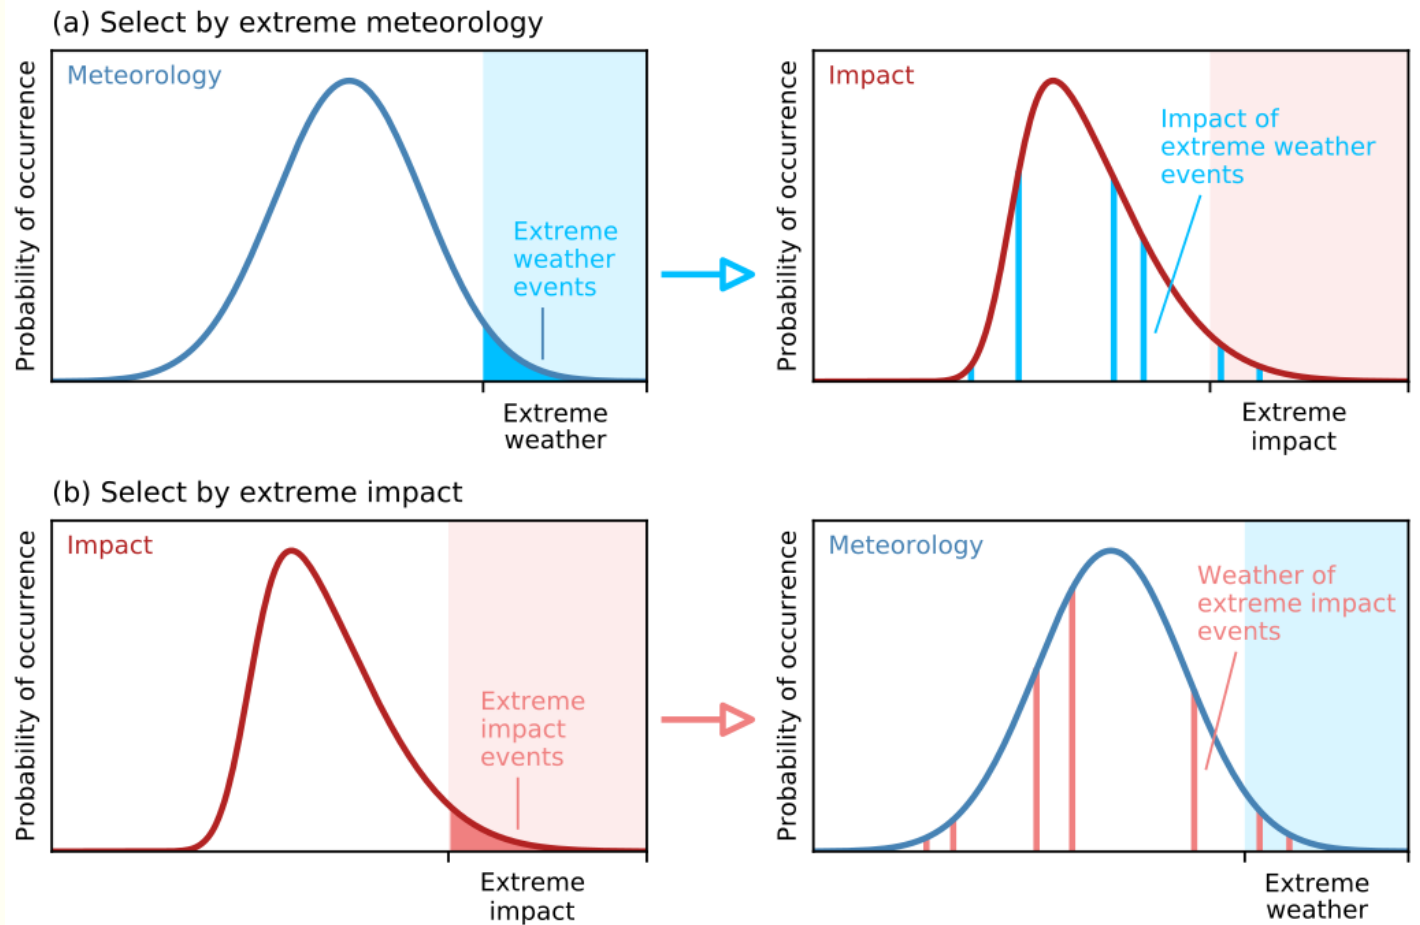 (a) Select by extreme meteorology
Probability of occurrence
Meteorology
Extreme
weather
events
Extreme
weather
Probability of occurrence
Impact
Impact of
extreme weather
events
Extreme
impact
(b) Select by extreme impact
Probability of occurrence
Impact
Extreme
impact
events
Extreme
impact
Probability of occurrence
Meteorology
Weather of
extreme impact
events
Extreme
weather